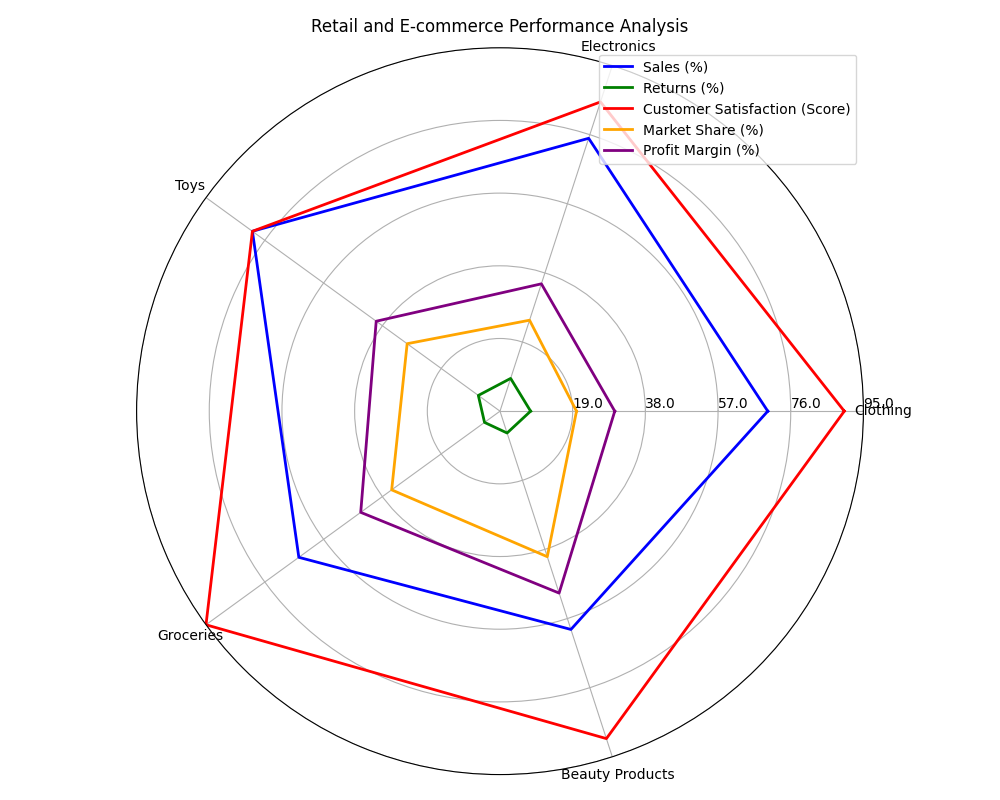 Retail and E-commerce Performance Analysis
Electronics
Sales (%)
Returns (%)
Customer Satisfaction (Score)
Market Share (%)
Profit Margin (%)
Toys
19.0
38.0
57.0
76.0
95.0
Clothing
Groceries
Beauty Products